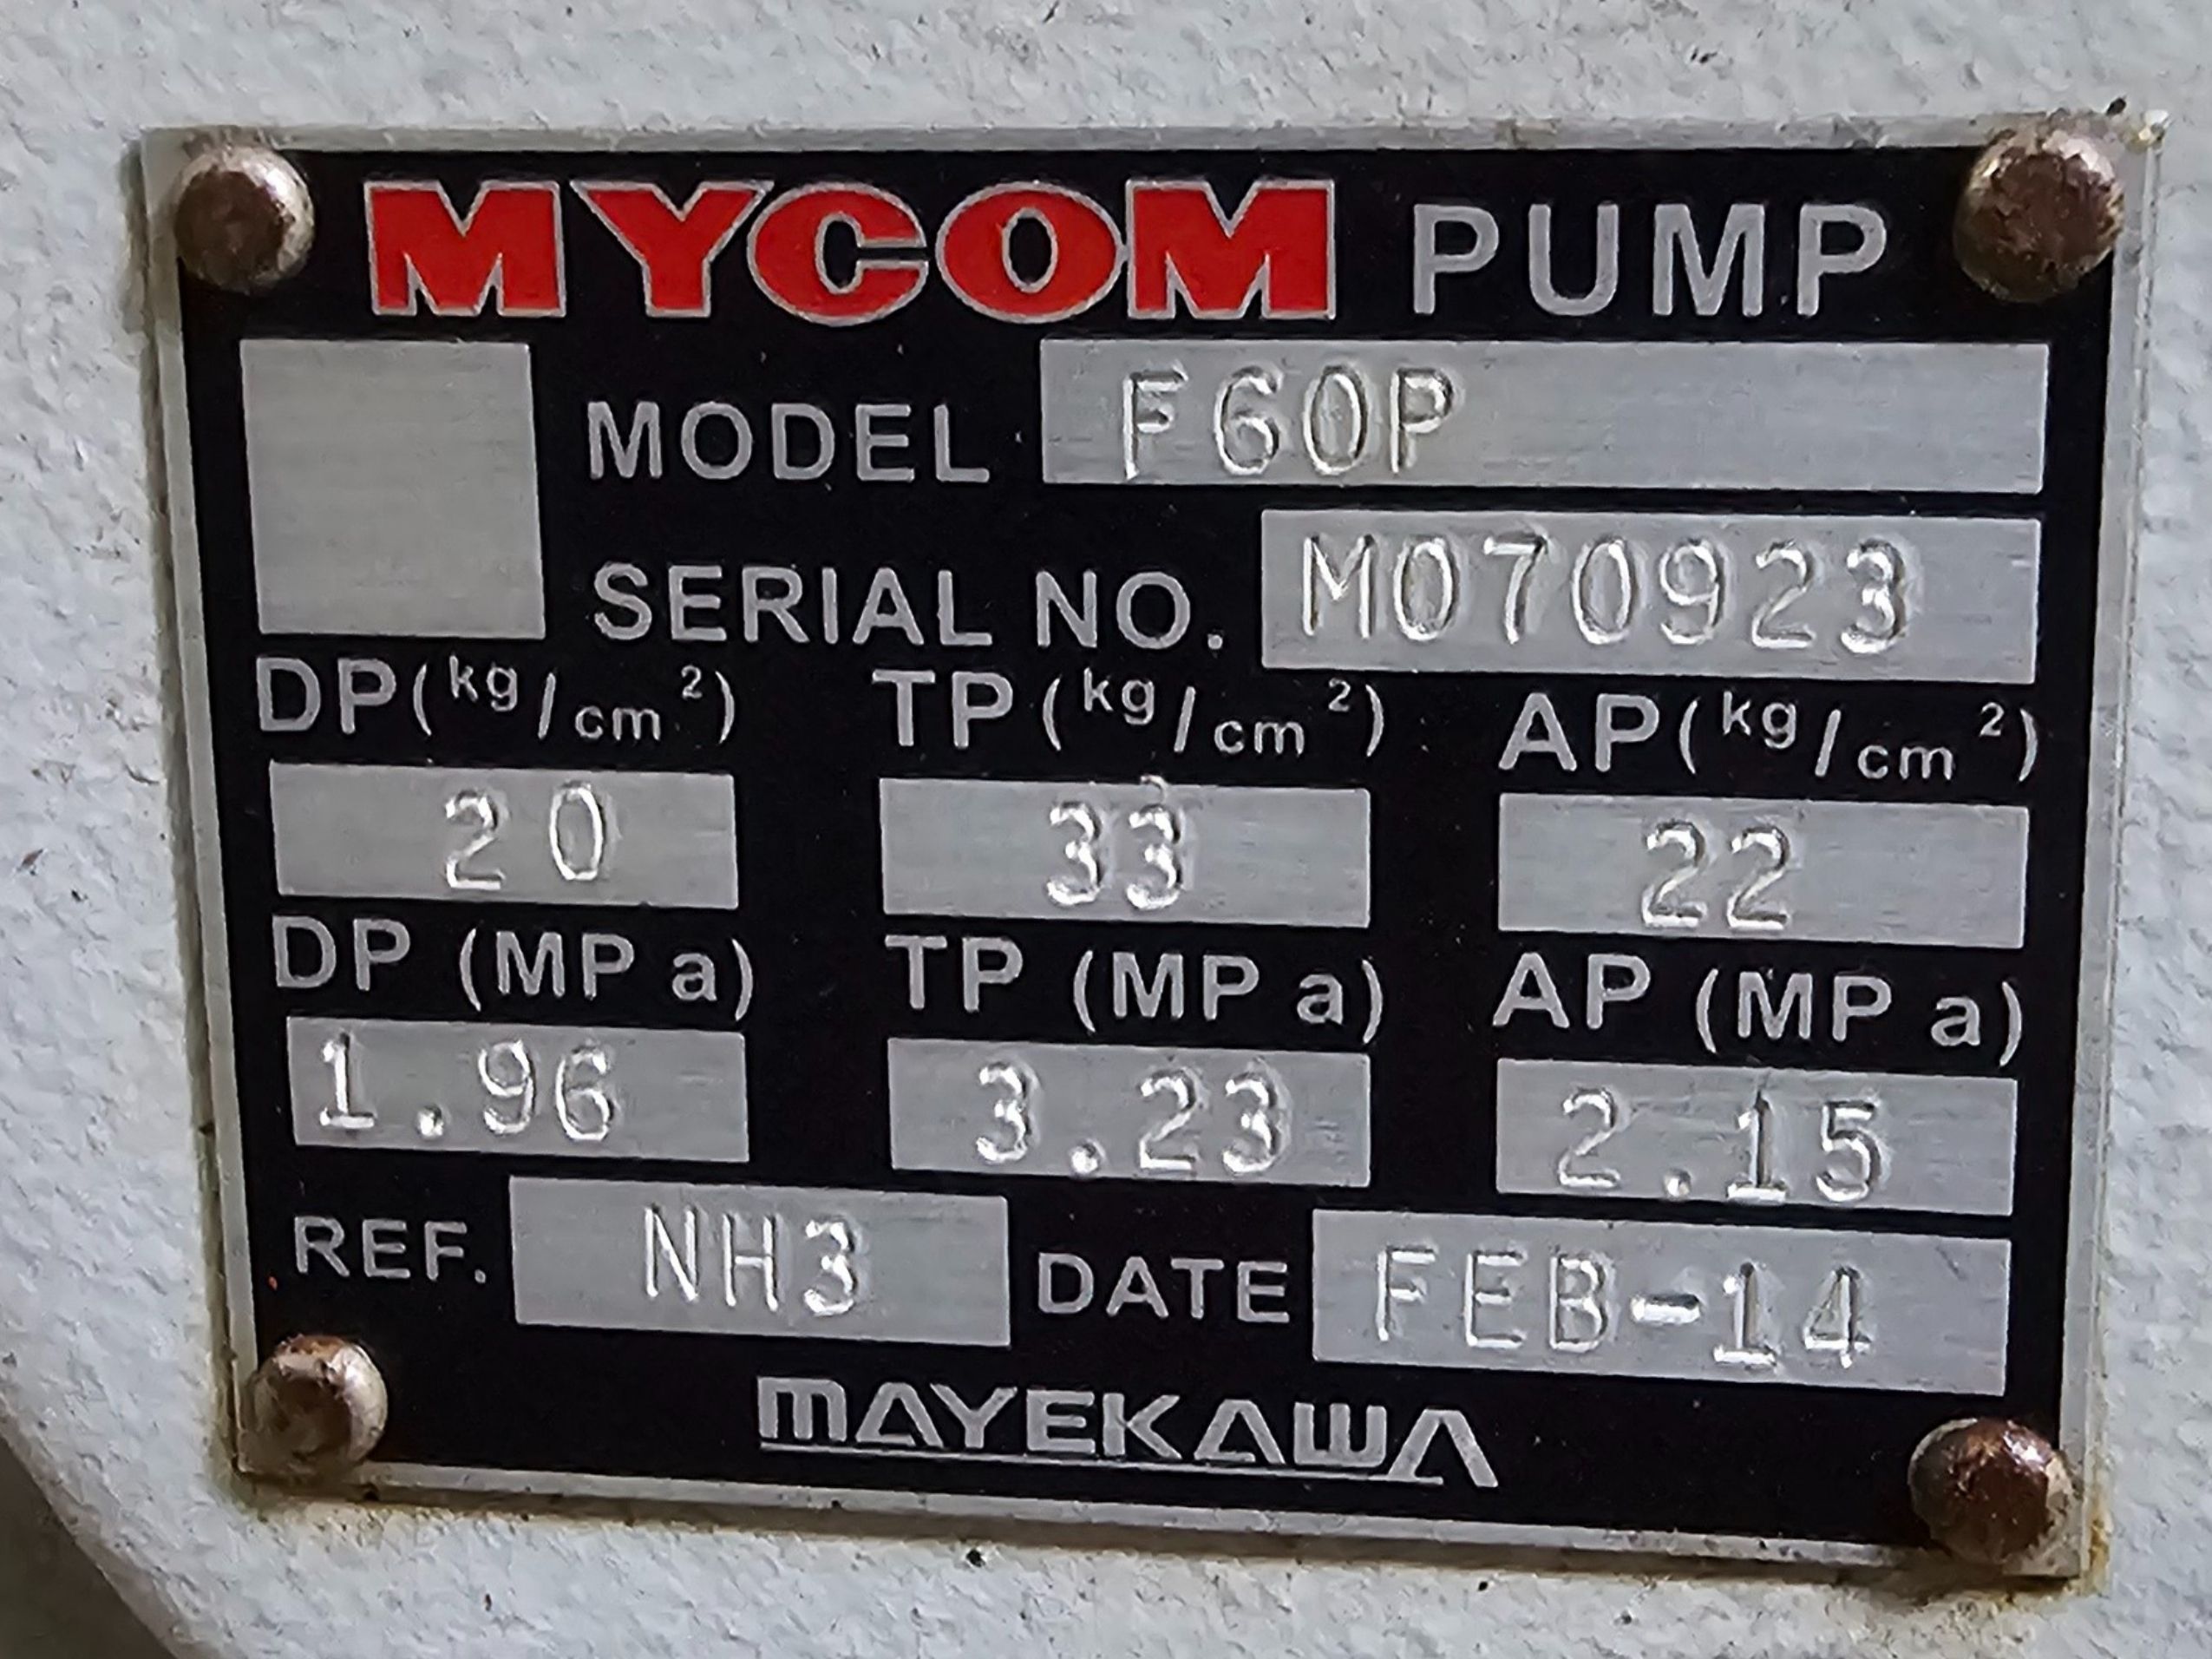 MYCOM PUMP
MODEL F60P
SERIAL NO. M070923
DP(kg/cm²) TP(kg/cm²) AP(kg/cm²)
20 33 22
DP (MPa) TP (MPa) AP (MPa)
1.96 3.23 2.15
REF. NH3 DATE FEB-14
MAYEKAWA